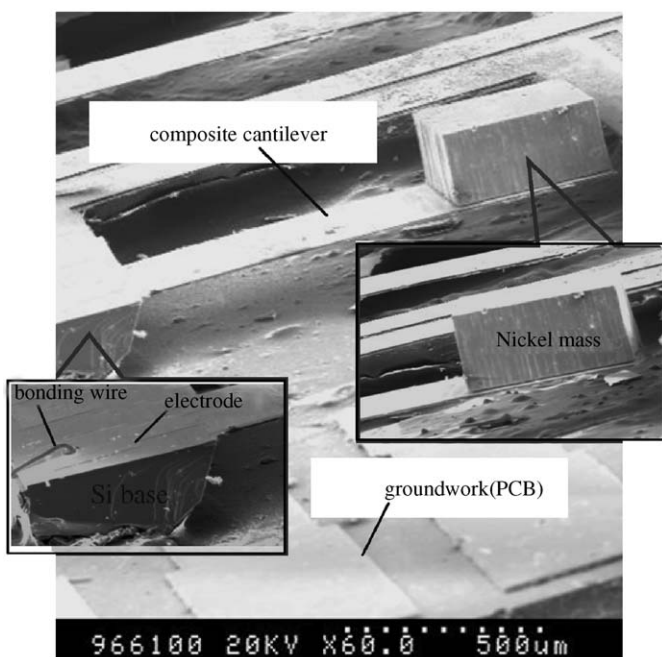 composite cantilever
Nickel mass
bonding wire
electrode
Si base
groundwork(PCB)
966100 20KV X60.0 500um